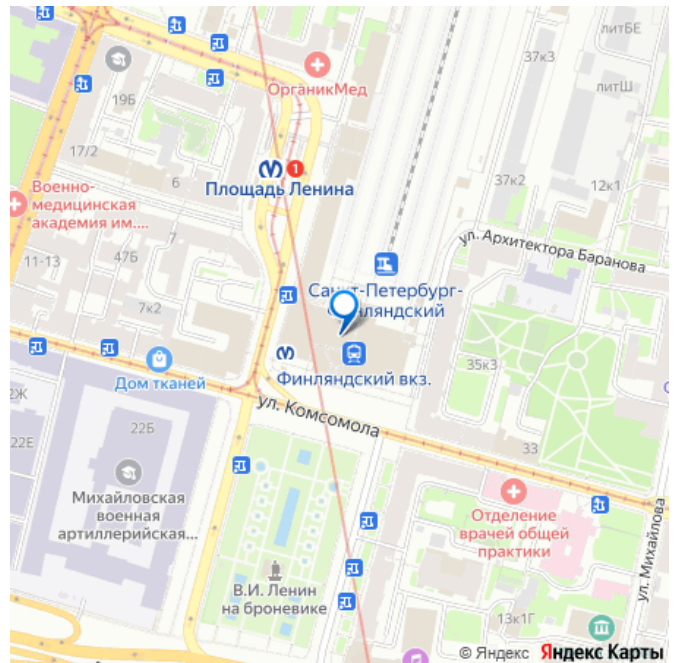 литБЕ
37к3
ОрганикМед
литШ
19Б
17/2
6
1
Площадь Ленина
37к2
12к1
Военно-
медицинская
академия им....
ул. Архитектора Баранова
7
47Б
11-13
Санкт-Петербург-
7к2
35к3
Дом тканей
Финляндский вкз.
ул. Комсомола
22Б
22Е
33
Михайловская
военная
артиллерийская...
Отделение
врачей общей
практики
ул. Михайлова
В.И. Ленин
на броневике
13к1Г
© Яндекс Яндекс Карты